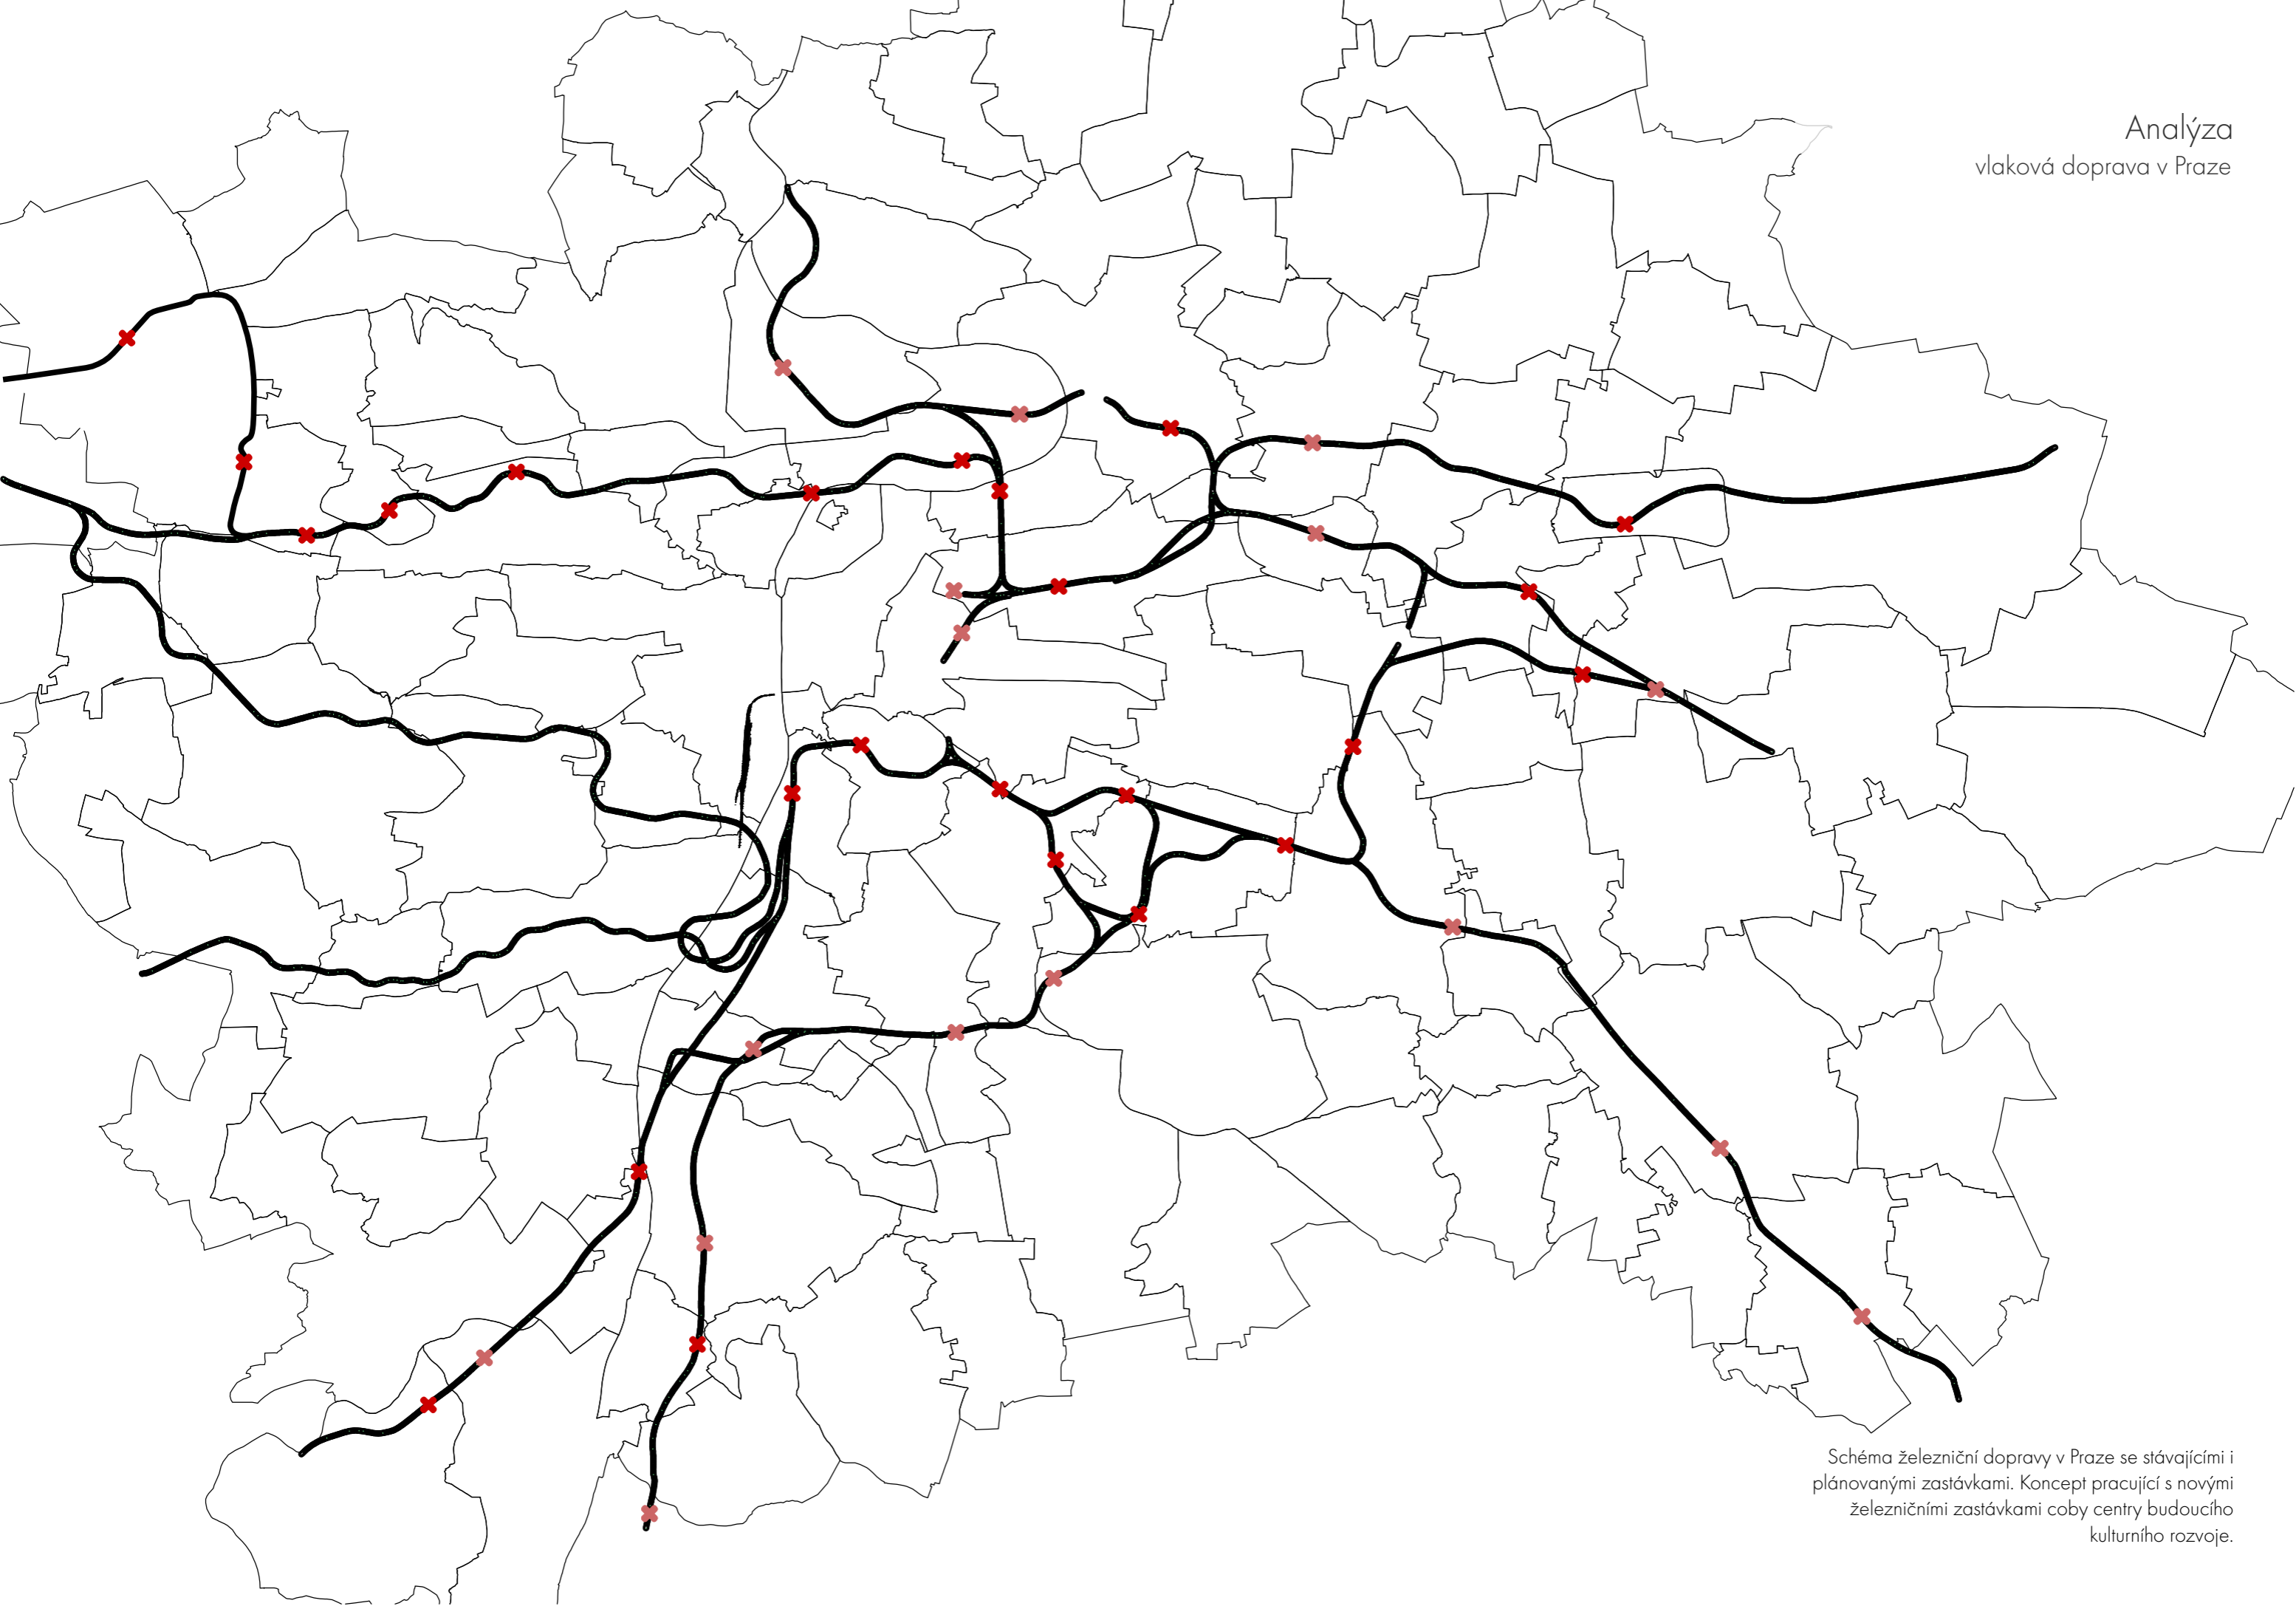 Analýza
vlaková doprava v Praze
Schéma železniční dopravy v Praze se stávajícími i
plánovanými zastávkami. Koncept pracující s novými
železničními zastávkami coby centry budoucího
kulturního rozvoje.